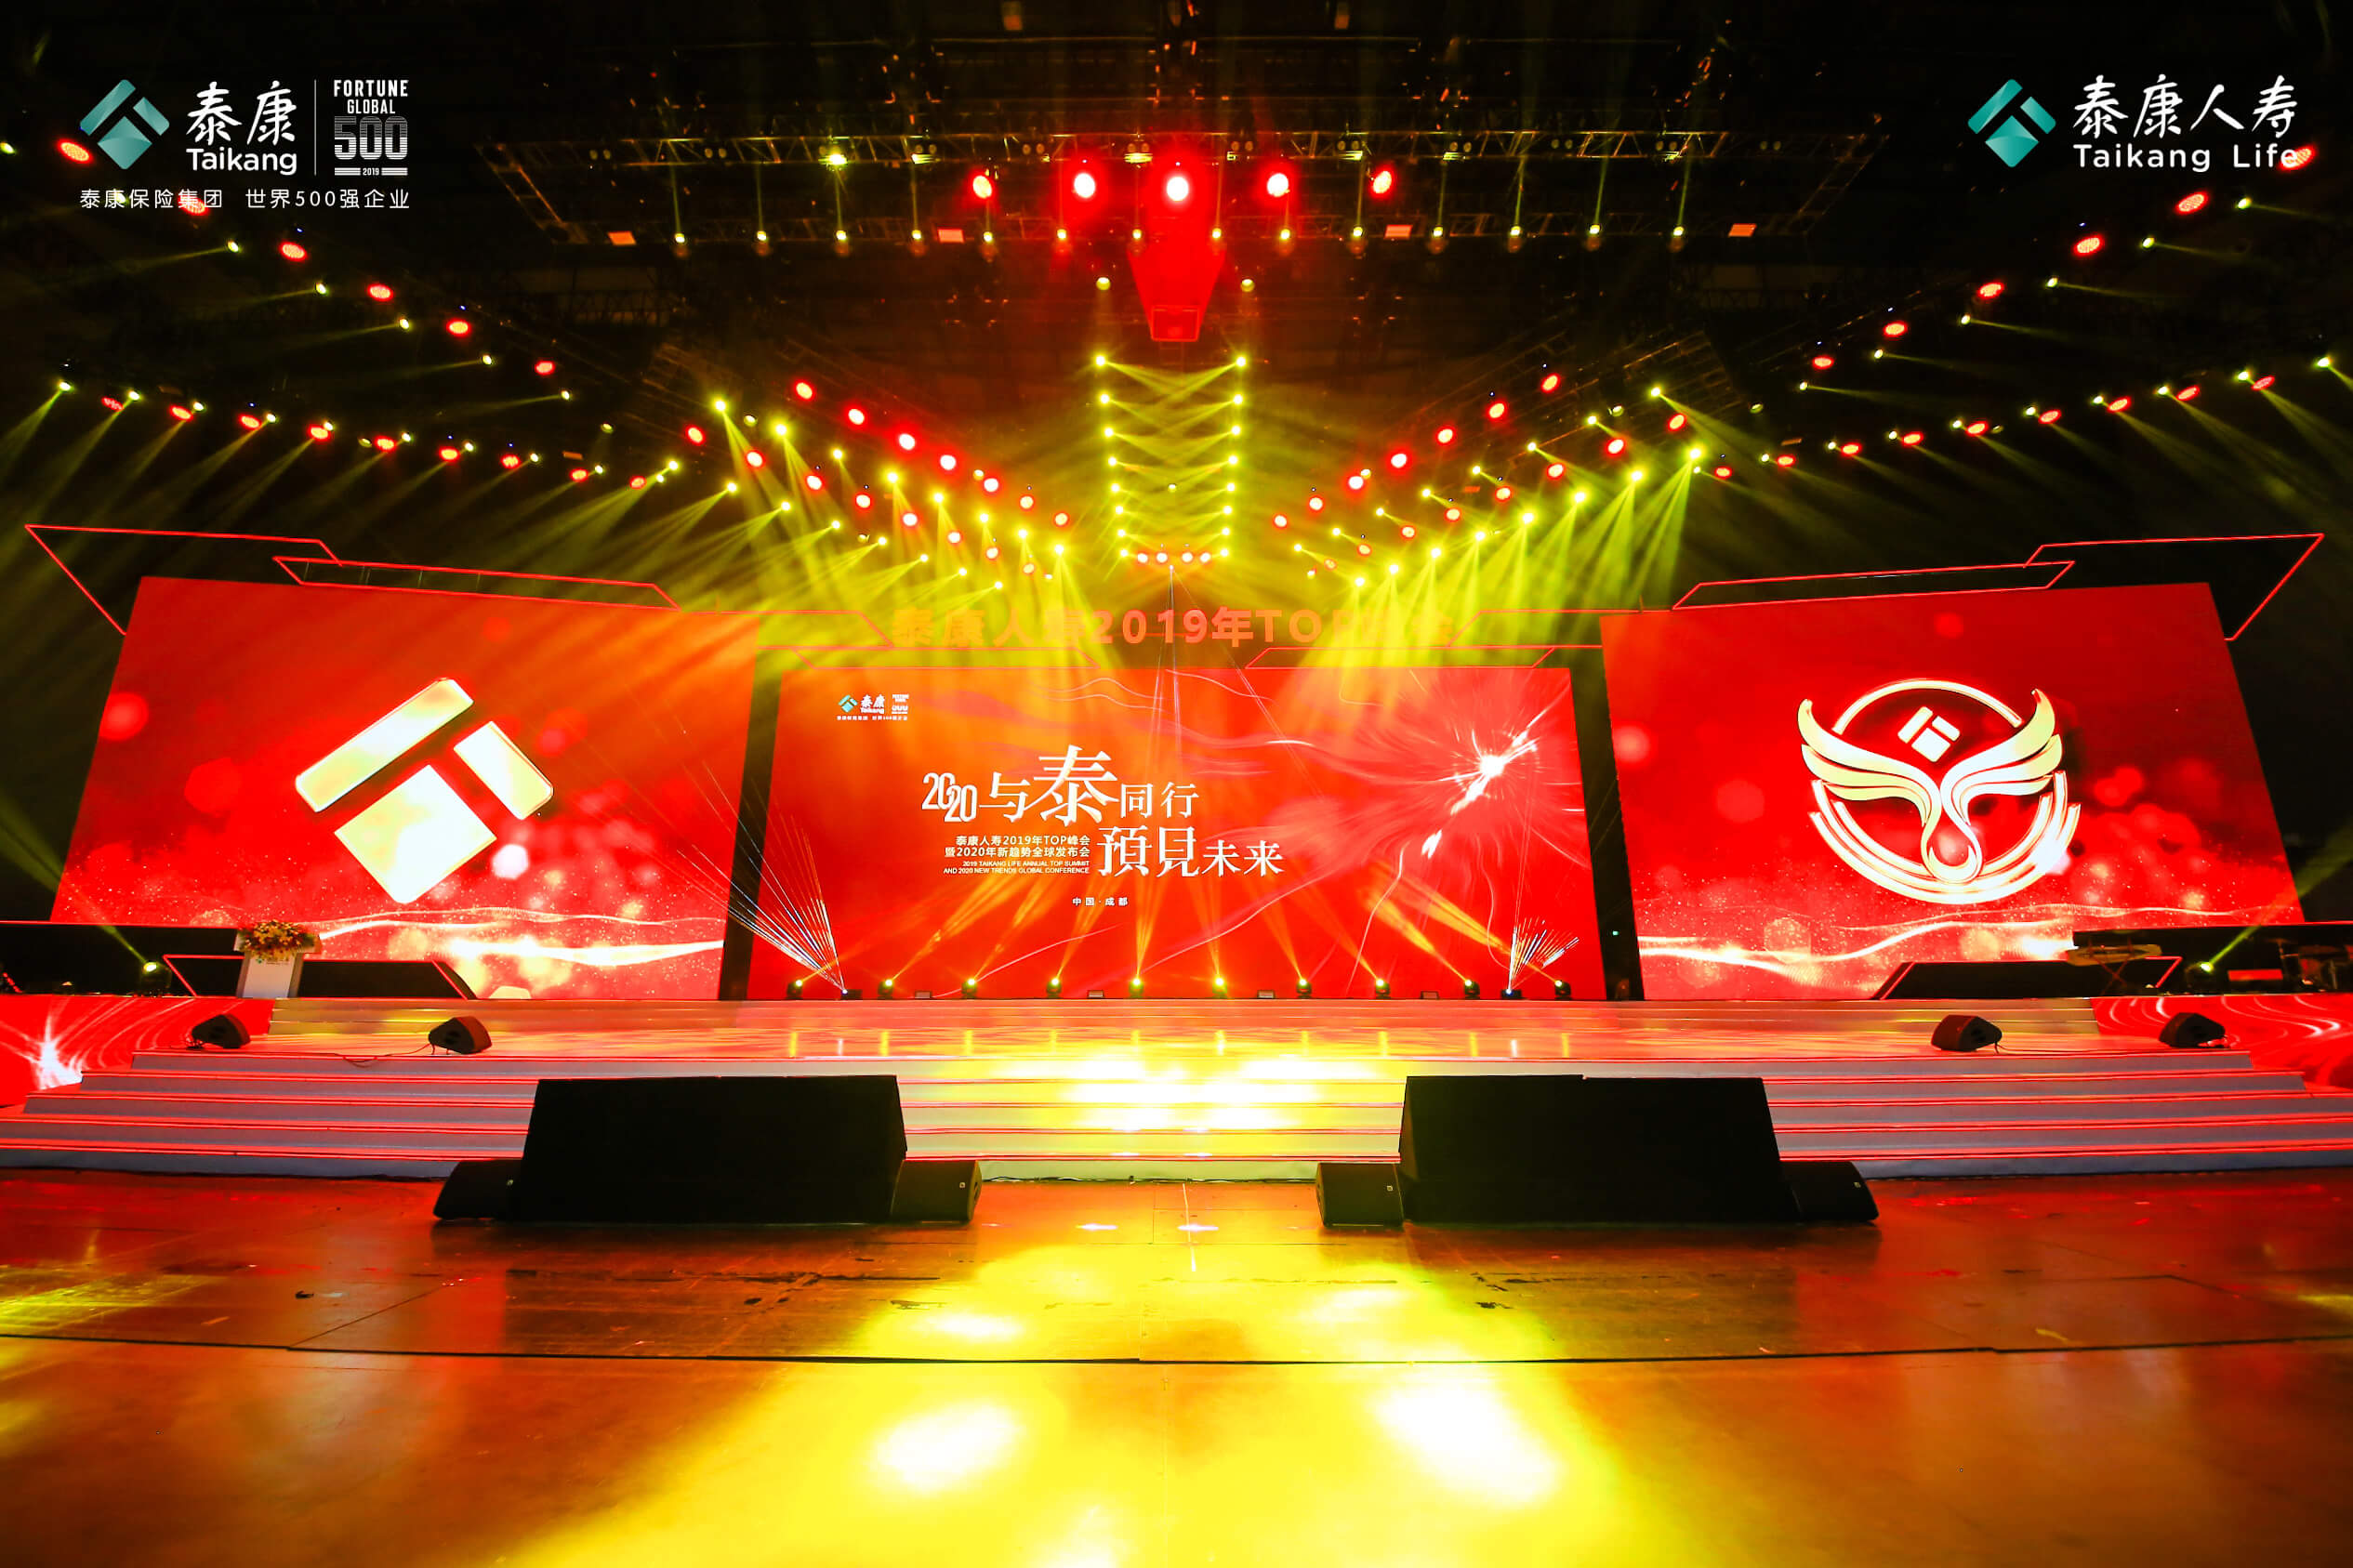 泰康
Taikang
FORTUNE
GLOBAL
500
2019
泰康保险集团 世界500强企业
泰康人寿
Taikang Life
泰康人寿2019年TOP峰会
泰康
Taikang
FORTUNE
GLOBAL
500
泰康保险集团 世界500强企业
2020与泰同行
預見未来
泰康人寿2019年TOP峰会
暨2020年新趋势全球发布会
2019 TAIKANG LIFE ANNUAL TOP SUMMIT
AND 2020 NEW TRENDS GLOBAL CONFERENCE
中国·成都